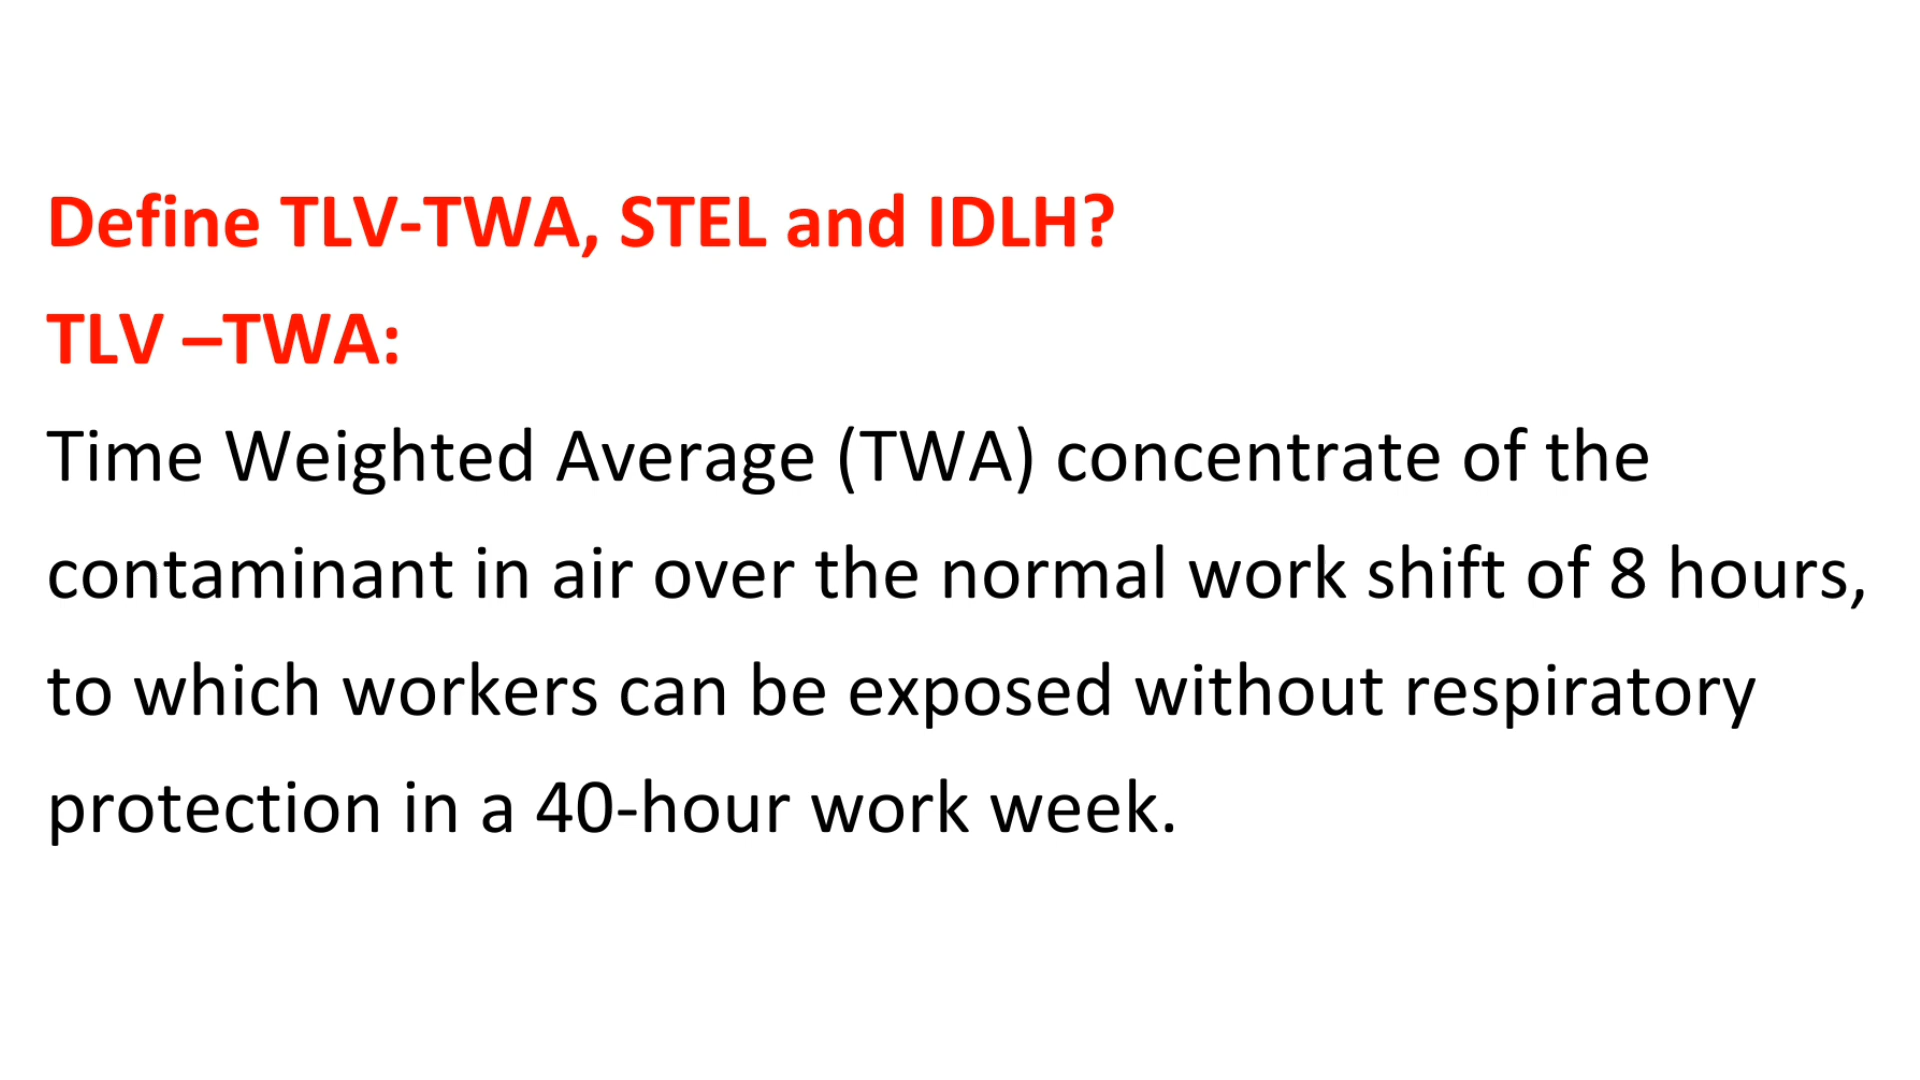 Define TLV-TWA, STEL and IDLH?
TLV –TWA:
Time Weighted Average (TWA) concentrate of the
contaminant in air over the normal work shift of 8 hours,
to which workers can be exposed without respiratory
protection in a 40-hour work week.